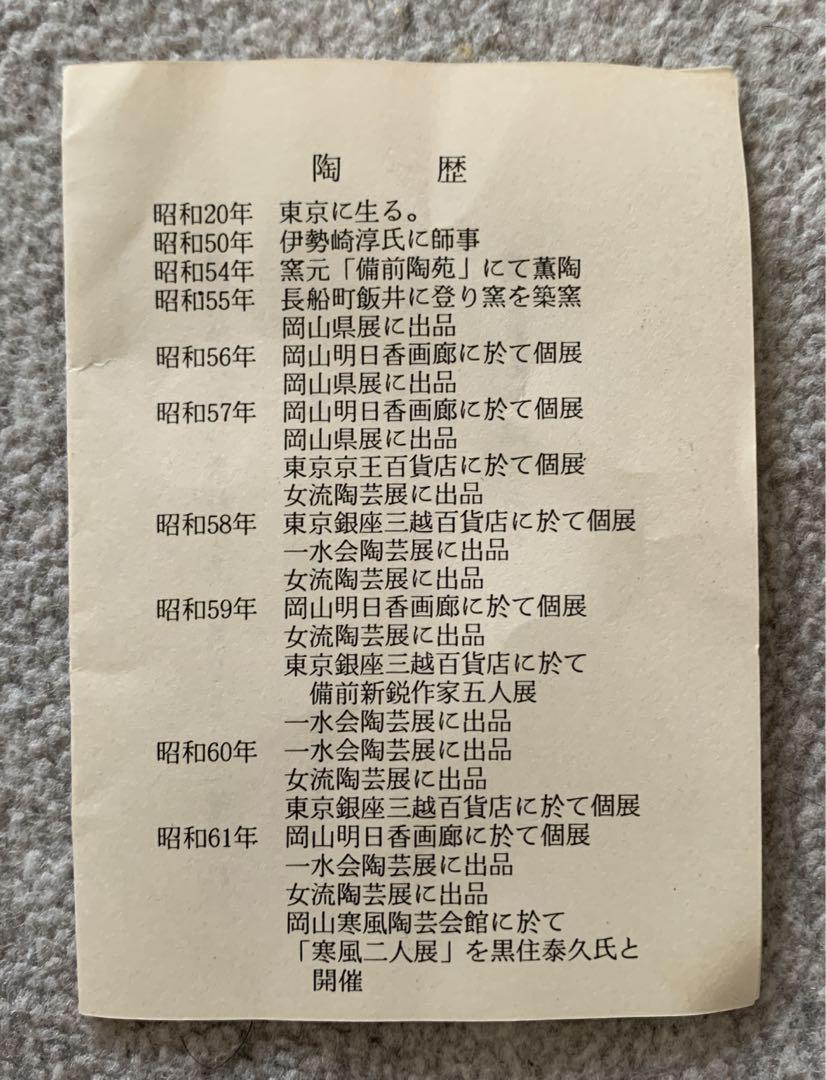 陶　歴
昭和20年　東京に生る。
昭和50年　伊勢崎淳氏に師事
昭和54年　窯元「備前陶苑」にて薫陶
昭和55年　長船町飯井に登り窯を築窯
岡山県展に出品
昭和56年　岡山明日香画廊に於て個展
岡山県展に出品
昭和57年　岡山明日香画廊に於て個展
岡山県展に出品
東京京王百貨店に於て個展
女流陶芸展に出品
昭和58年　東京銀座三越百貨店に於て個展
一水会陶芸展に出品
女流陶芸展に出品
昭和59年　岡山明日香画廊に於て個展
女流陶芸展に出品
東京銀座三越百貨店に於て
備前新鋭作家五人展
一水会陶芸展に出品
昭和60年　一水会陶芸展に出品
女流陶芸展に出品
東京銀座三越百貨店に於て個展
昭和61年　岡山明日香画廊に於て個展
一水会陶芸展に出品
女流陶芸展に出品
岡山寒風陶芸会館に於て
「寒風二人展」を黒住泰久氏と
開催